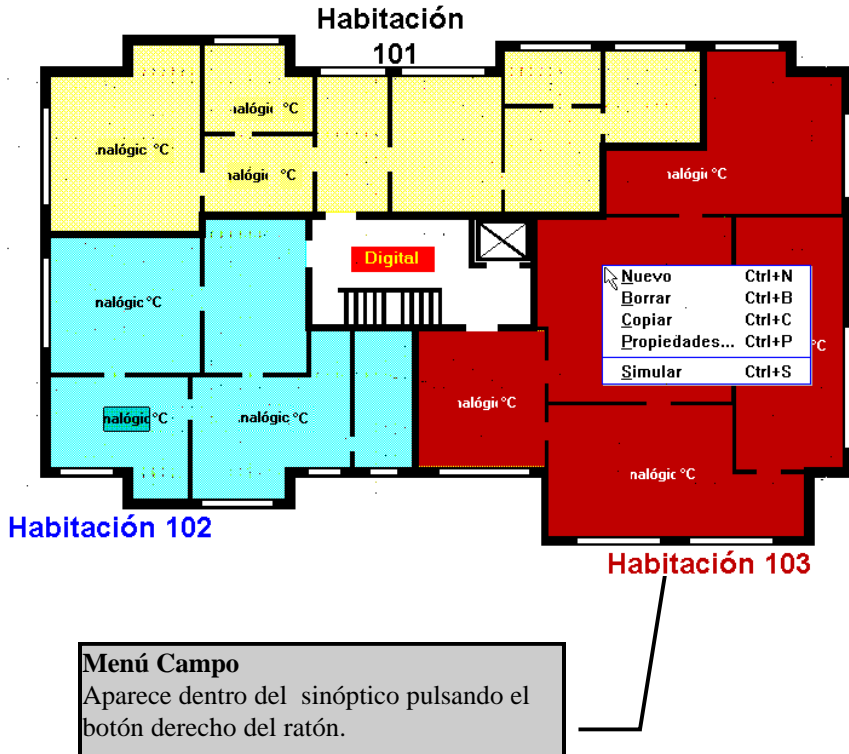 Habitación
101
nalógic °C
.nalógic °C
nalógic °C
nalógic °C
Digital
Nuevo Ctrl+N
Borrar Ctrl+B
Copiar Ctrl+C
Propiedades... Ctrl+P
Simular Ctrl+S
nalógic °C
°C
nalógic °C
nalógic °C
.nalógic °C
nalógic °C
Habitación 102
Habitación 103
Menú Campo
Aparece dentro del sinóptico pulsando el
botón derecho del ratón.